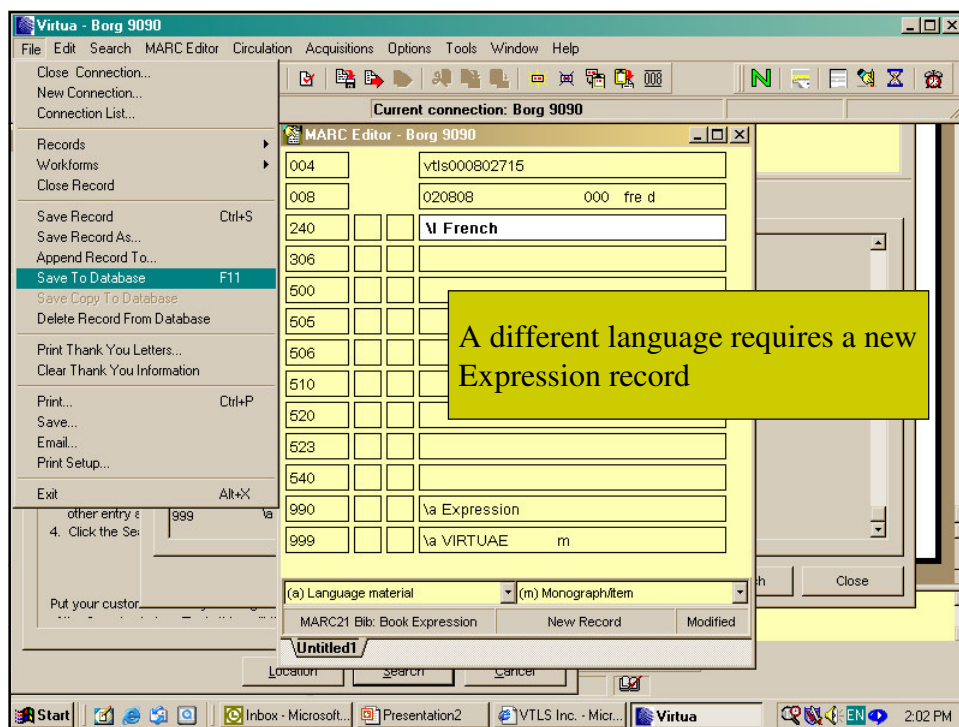 Virtua - Borg 9090
File Edit Search MARC Editor Circulation Acquisitions Options Tools Window Help
Close Connection...
New Connection...
Connection List...
Records
Workforms
Close Record
Save Record Ctrl+S
Save Record As...
Append Record To...
Save To Database F11
Save Copy To Database
Delete Record From Database
Print Thank You Letters...
Clear Thank You Information
Print... Ctrl+P
Save...
Email...
Print Setup...
Exit Alt+X
Current connection: Borg 9090
MARC Editor - Borg 9090
004 vtls000802715
008 020808 000 fre d
240 \l French
306
500
505
506
510
520
523
540
990 \a Expression
999 \a VIRTUAE m
A different language requires a new
Expression record
(a) Language material (m) Monograph/item
MARC21 Bib: Book Expression New Record Modified
Untitled1
other entry
4. Click the
999 \a
Put your
Close
Location Search Cancel
Start Inbox - Microsoft... Presentation2 VTLS Inc. - Micr... Virtua EN 2:02 PM